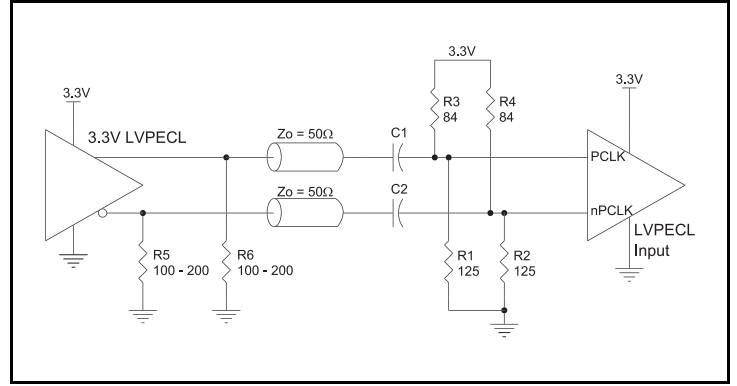 3.3V
3.3V
3.3V
R3
84
R4
84
3.3V LVPECL
Zo = 50Ω
C1
PCLK
Zo = 50Ω
C2
nPCLK
LVPECL
Input
R5
100 - 200
R6
100 - 200
R1
125
R2
125